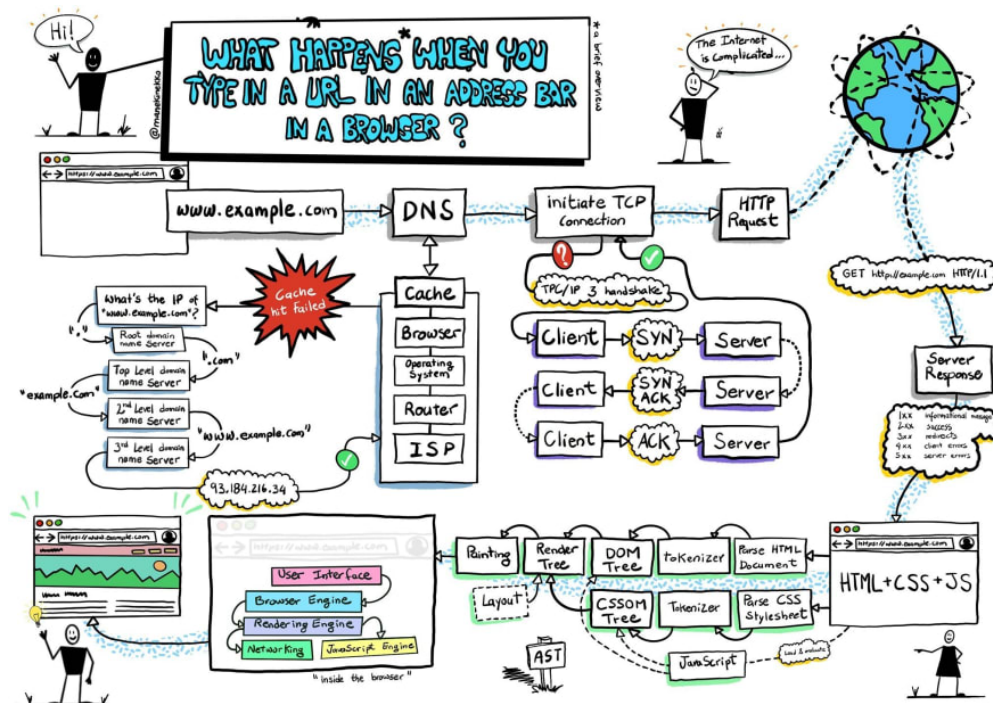 Hi!
WHAT HAPPENS* WHEN YOU
TYPE IN A URL IN AN ADDRESS BAR
IN A BROWSER?
@manekinekko
* a brief overview
The Internet
is Complicated...
https://www.example.com
www.example.com
DNS
initiate TCP
Connection
HTTP
Request
Cache
hit Failed
Cache
Browser
Operating
System
Router
ISP
What's the IP of
"www.example.com"?
"."
Root domain
name Server
".com"
Top Level domain
name Server
"example.com"
2nd Level domain
name Server
"www.example.com"
3rd Level domain
name Server
93.184.216.34
?
TPC/IP 3 handshake
Client
SYN
Server
Client
SYN
ACK
Server
Client
ACK
Server
GET http://example.com HTTP/1.1
Server
Response
1xx informational message
2xx success
3xx redirects
4xx client errors
5xx server errors
https://www.example.com
HTML+CSS+JS
Parse HTML
Document
tokenizer
DOM
Tree
Render
Tree
Painting
Layout
Parse CSS
Stylesheet
Tokenizer
CSSOM
Tree
JavaScript
Load & evaluate
AST
https://www.example.com
User Interface
Browser Engine
Rendering Engine
Networking
JavaScript Engine
"inside the browser"
https://www.example.com